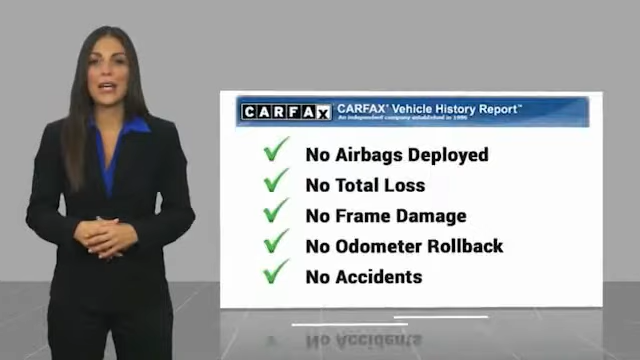 CARFAX CARFAX® Vehicle History Report™
An independent company established in 1986
No Airbags Deployed
No Total Loss
No Frame Damage
No Odometer Rollback
No Accidents